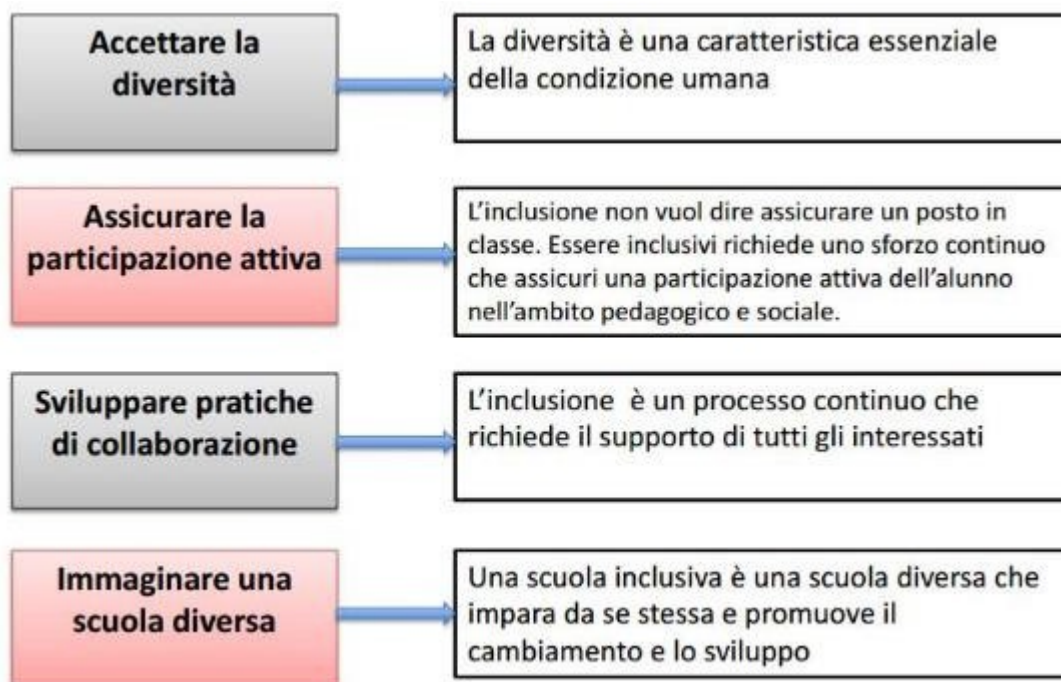 Accettare la
diversità
La diversità è una caratteristica essenziale
della condizione umana
Assicurare la
participazione attiva
L'inclusione non vuol dire assicurare un posto in
classe. Essere inclusivi richiede uno sforzo continuo
che assicuri una participazione attiva dell'alunno
nell'ambito pedagogico e sociale.
Sviluppare pratiche
di collaborazione
L'inclusione è un processo continuo che
richiede il supporto di tutti gli interessati
Immaginare una
scuola diversa
Una scuola inclusiva è una scuola diversa che
impara da se stessa e promuove il
cambiamento e lo sviluppo